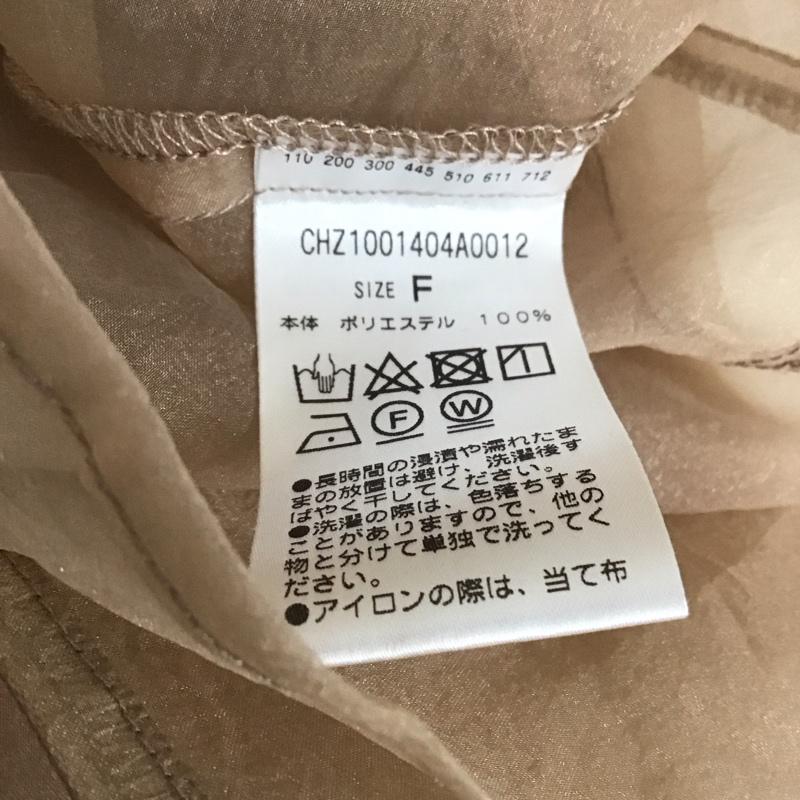 110 200 300 445 510 611 712
CHZ1001404A0012
SIZE F
本体 ポリエステル 100%
F W
●長時間の浸漬や濡れたま
まの放置は避け、洗濯後す
ばやく干してください。
●洗濯の際は、色落ちする
ことがありますので、他の
物と分けて単独で洗ってく
ださい。
●アイロンの際は、当て布